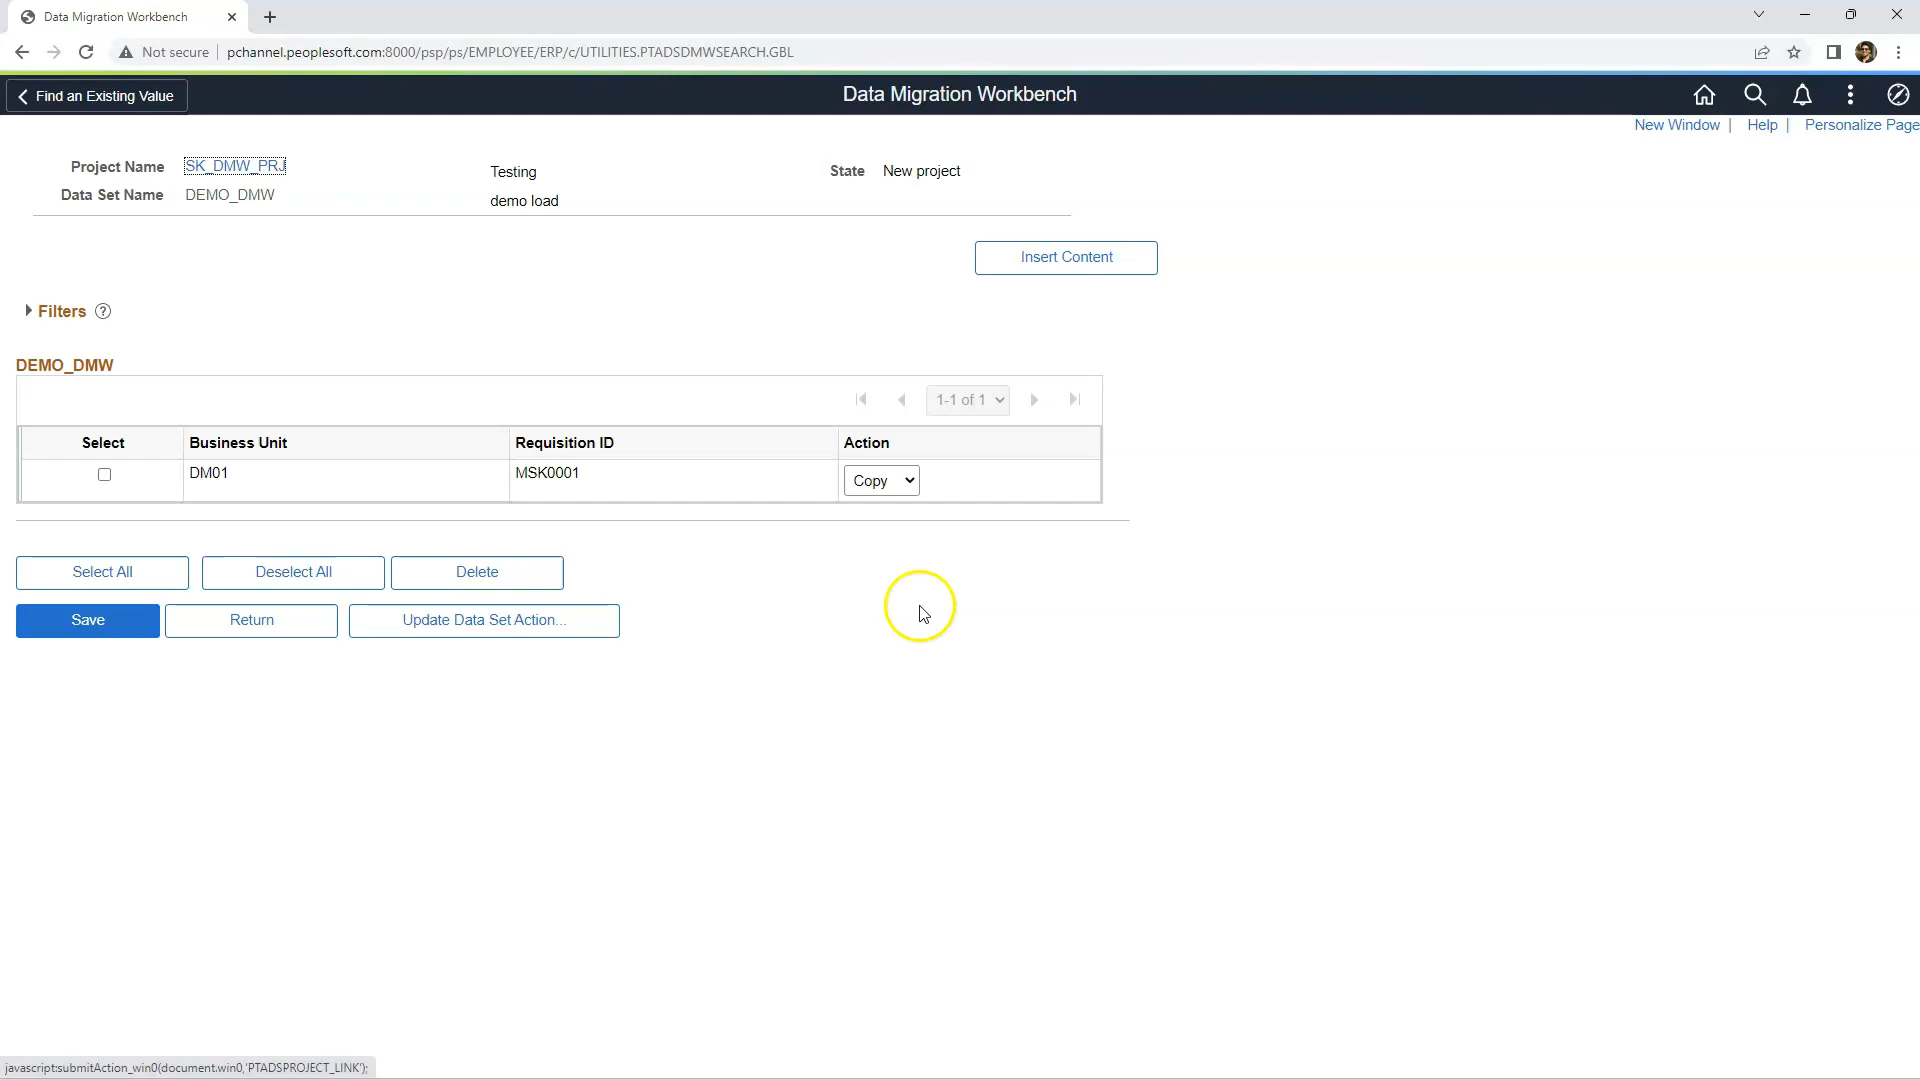 Data Migration Workbench
Not secure pchannel.peoplesoft.com:8000/psp/ps/EMPLOYEE/ERP/c/UTILITIES.PTADSDMWSEARCH.GBL
Find an Existing Value Data Migration Workbench
New Window | Help | Personalize Page
Project Name SK_DMW_PRJ Testing State New project
Data Set Name DEMO_DMW demo load
Insert Content
Filters ?
DEMO_DMW
1-1 of 1
Select Business Unit Requisition ID Action
DM01 MSK0001 Copy
Select All Deselect All Delete
Save Return Update Data Set Action...
javascript:submitAction_win0(document.win0,'PTADSPROJECT_LINK');